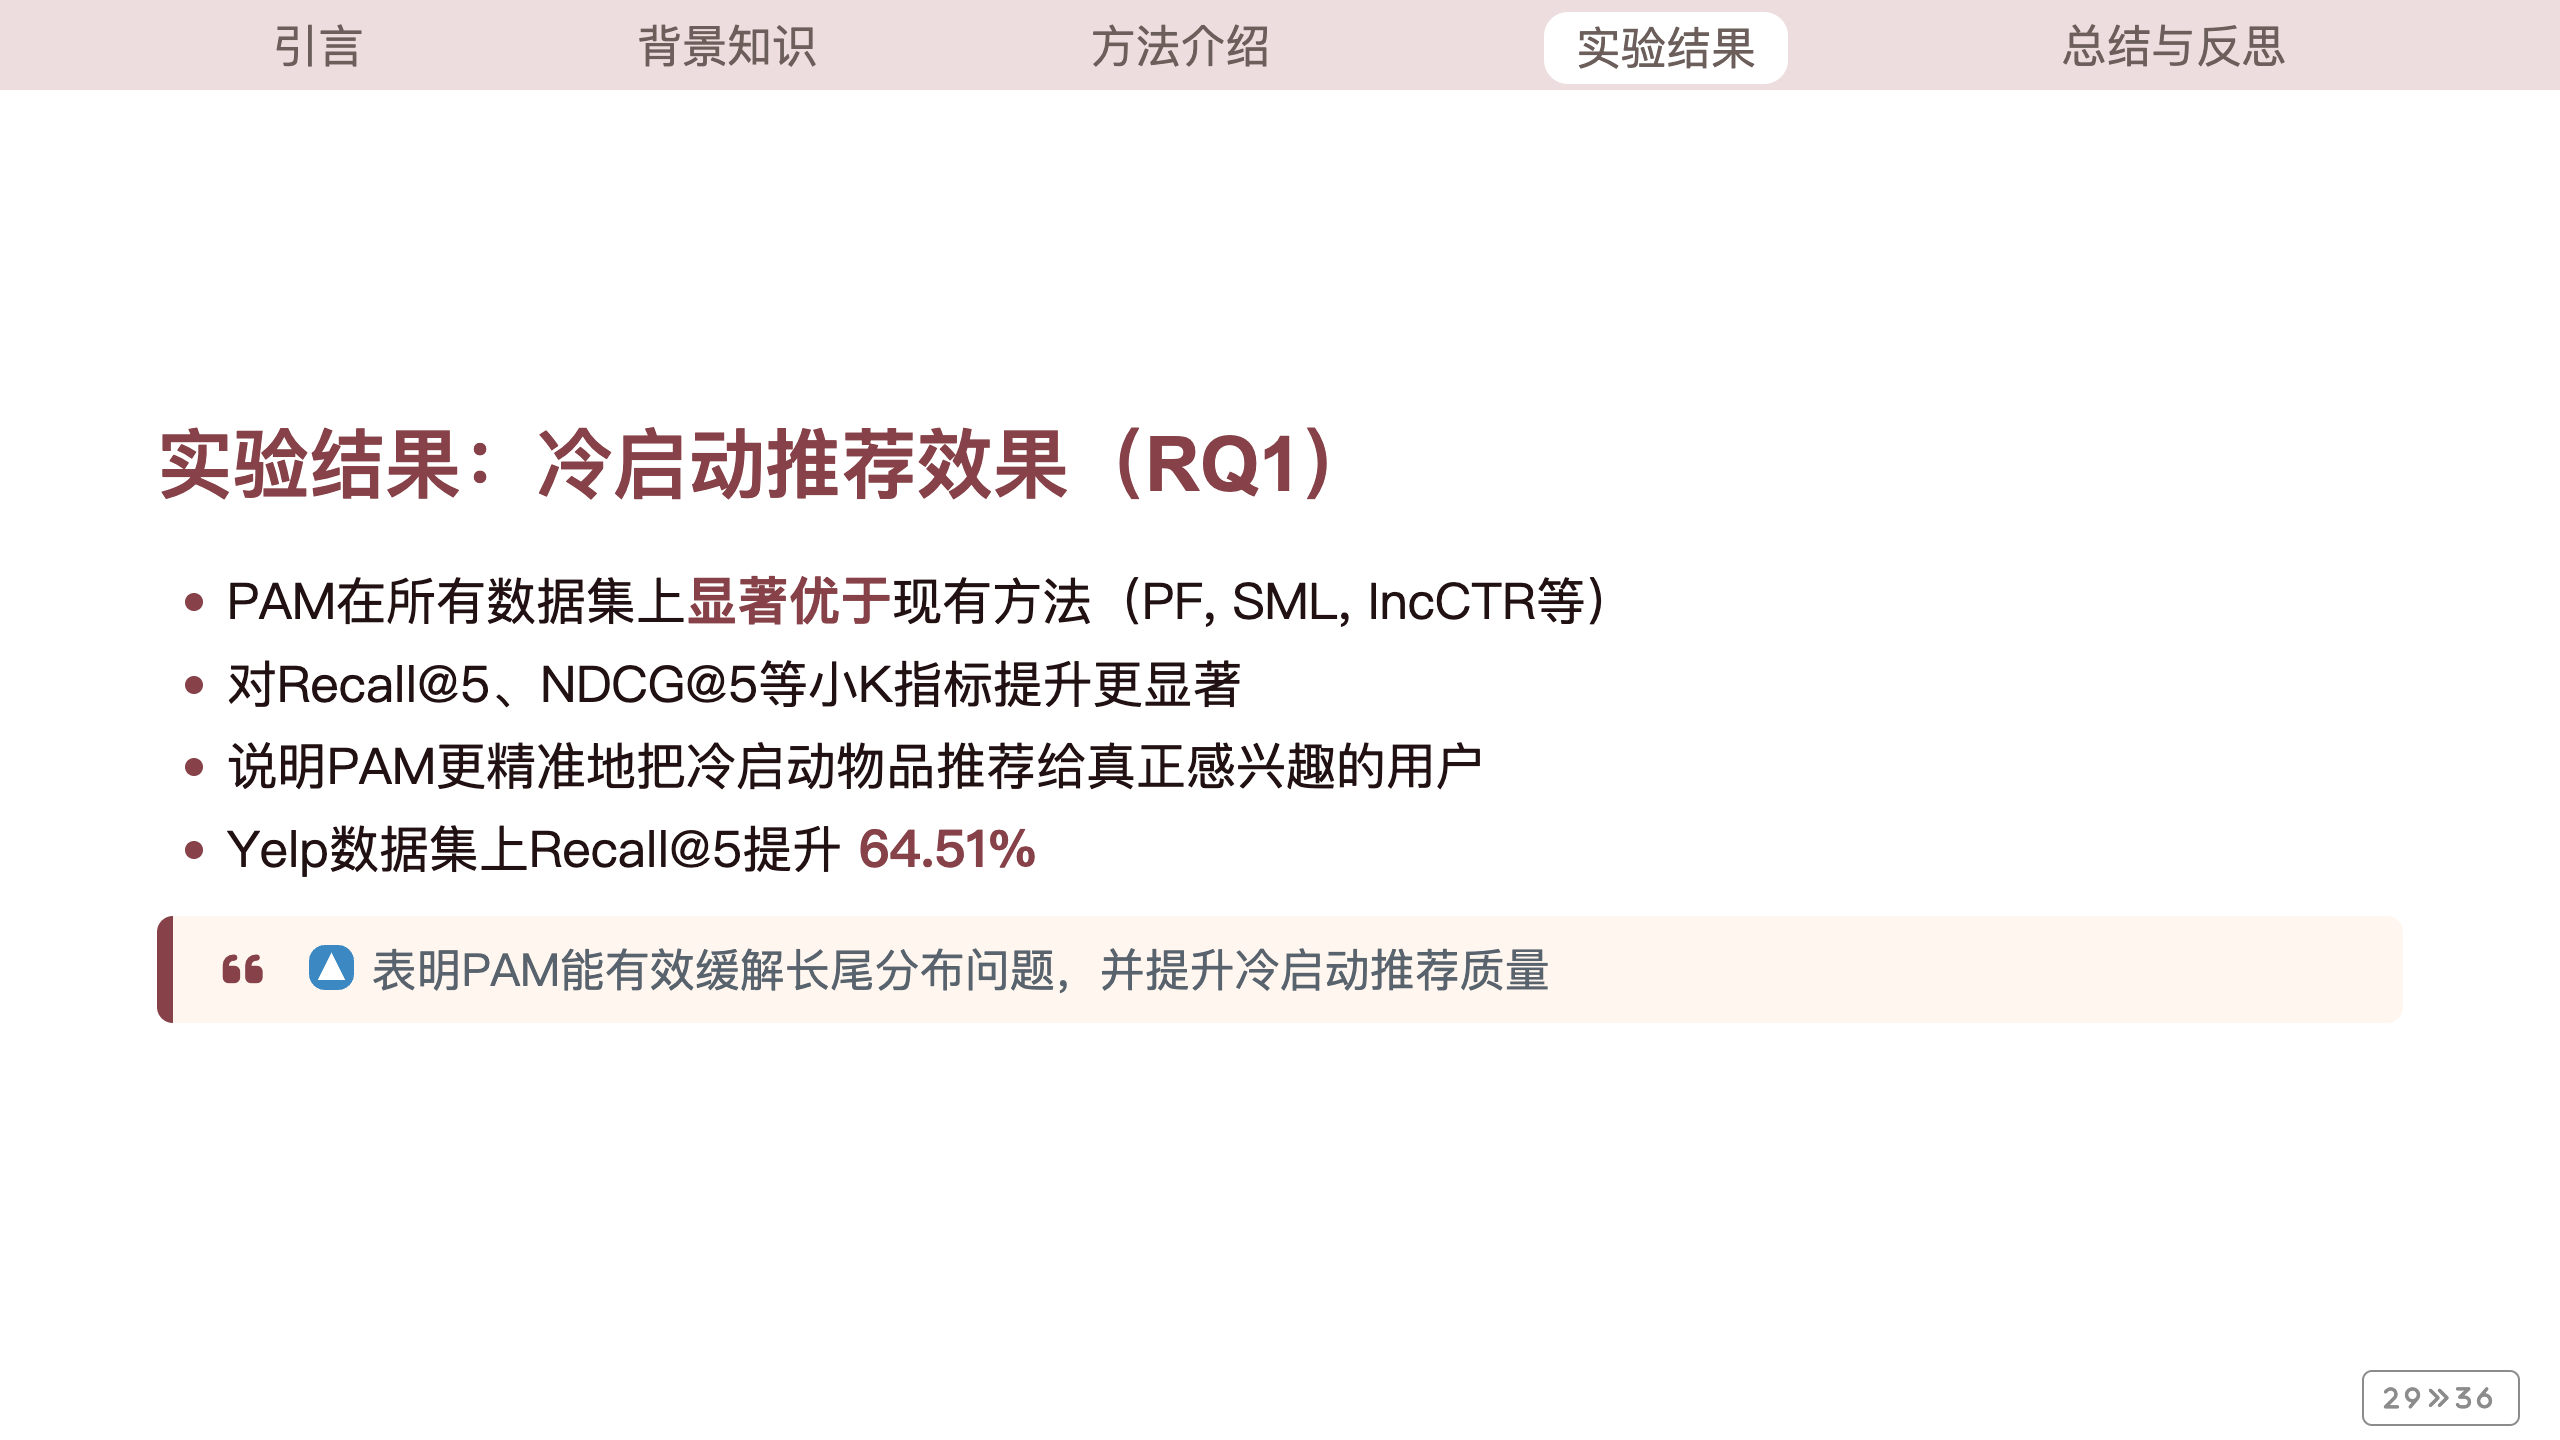 引言 背景知识 方法介绍 实验结果 总结与反思
实验结果：冷启动推荐效果（RQ1）
PAM在所有数据集上显著优于现有方法（PF, SML, IncCTR等）
对Recall@5、NDCG@5等小K指标提升更显著
说明PAM更精准地把冷启动物品推荐给真正感兴趣的用户
Yelp数据集上Recall@5提升 64.51%
表明PAM能有效缓解长尾分布问题，并提升冷启动推荐质量
29»36